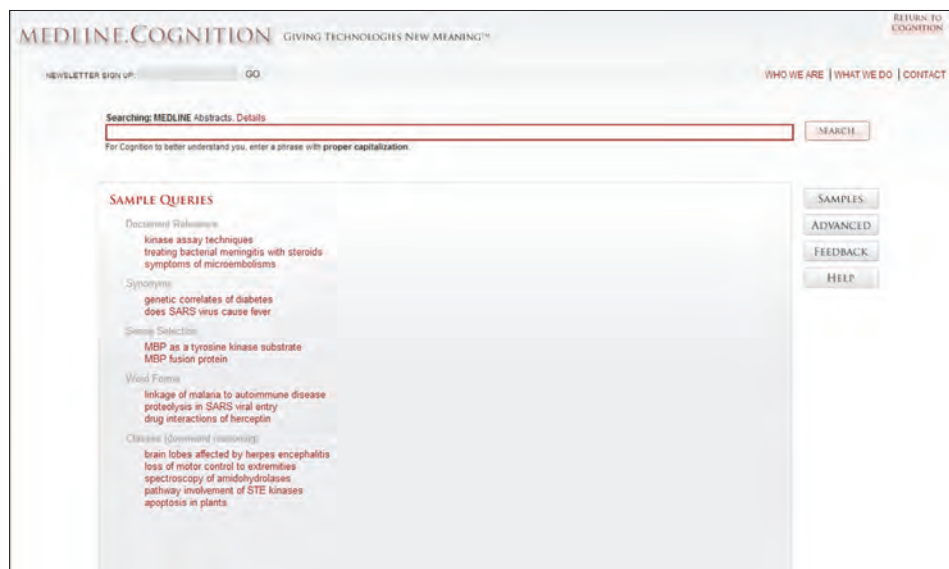 RETURN TO
COGNITION
MEDLINE.COGNITION GIVING TECHNOLOGIES NEW MEANING™
NEWSLETTER SIGN UP: GO
WHO WE ARE | WHAT WE DO | CONTACT
Searching: MEDLINE Abstracts. Details
SEARCH
For Cognition to better understand you, enter a phrase with proper capitalization.
SAMPLE QUERIES
SAMPLES
Document Relevance
kinase assay techniques
ADVANCED
treating bacterial meningitis with steroids
FEEDBACK
symptoms of microembolisms
HELP
Synonyms
genetic correlates of diabetes
does SARS virus cause fever
Sense Selection
MBP as a tyrosine kinase substrate
MBP fusion protein
Word Forms
linkage of malaria to autoimmune disease
proteolysis in SARS viral entry
drug interactions of herceptin
Classes (downward reasoning)
brain lobes affected by herpes encephalitis
loss of motor control to extremities
spectroscopy of amidohydrolases
pathway involvement of STE kinases
apoptosis in plants